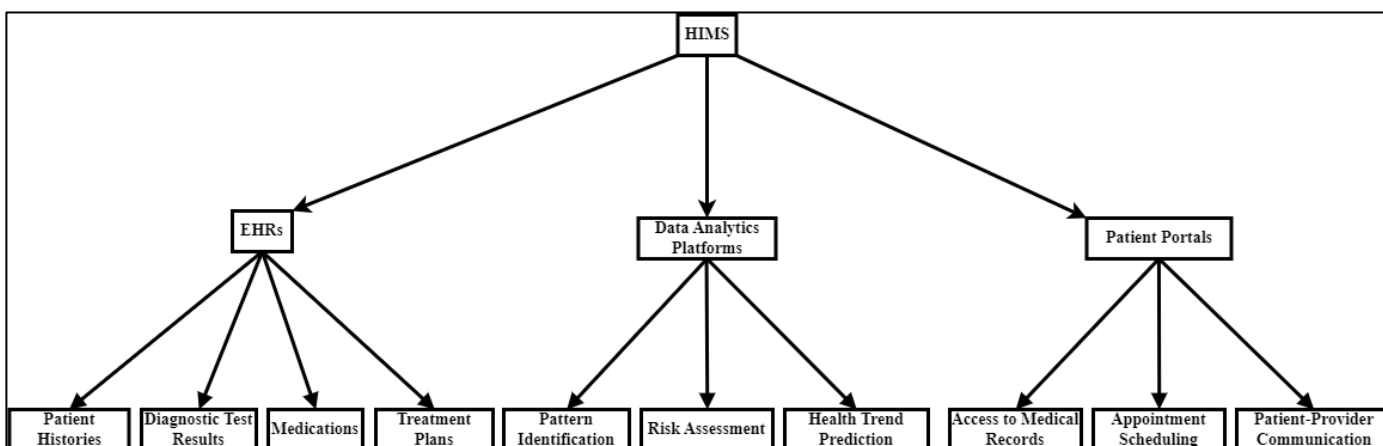 HIMS
EHRs
Data Analytics
Platforms
Patient Portals
Patient
Histories
Diagnostic Test
Results
Medications
Treatment
Plans
Pattern
Identification
Risk Assessment
Health Trend
Prediction
Access to Medical
Records
Appointment
Scheduling
Patient-Provider
Communication